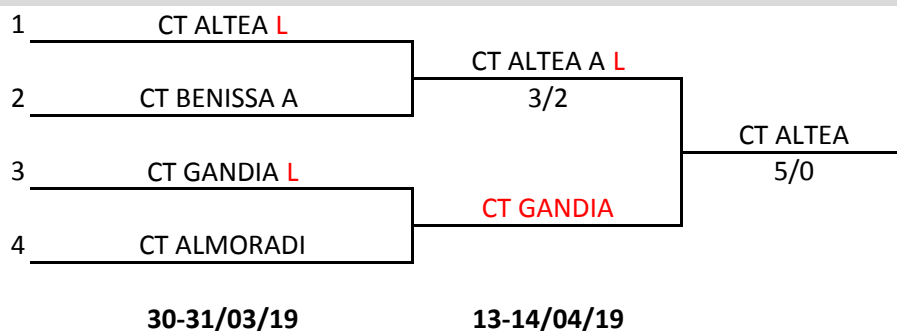 1 CT ALTEA L
CT ALTEA A L
2 CT BENISSA A
3/2
CT ALTEA
3 CT GANDIA L
5/0
CT GANDIA
4 CT ALMORADI
30-31/03/19 13-14/04/19